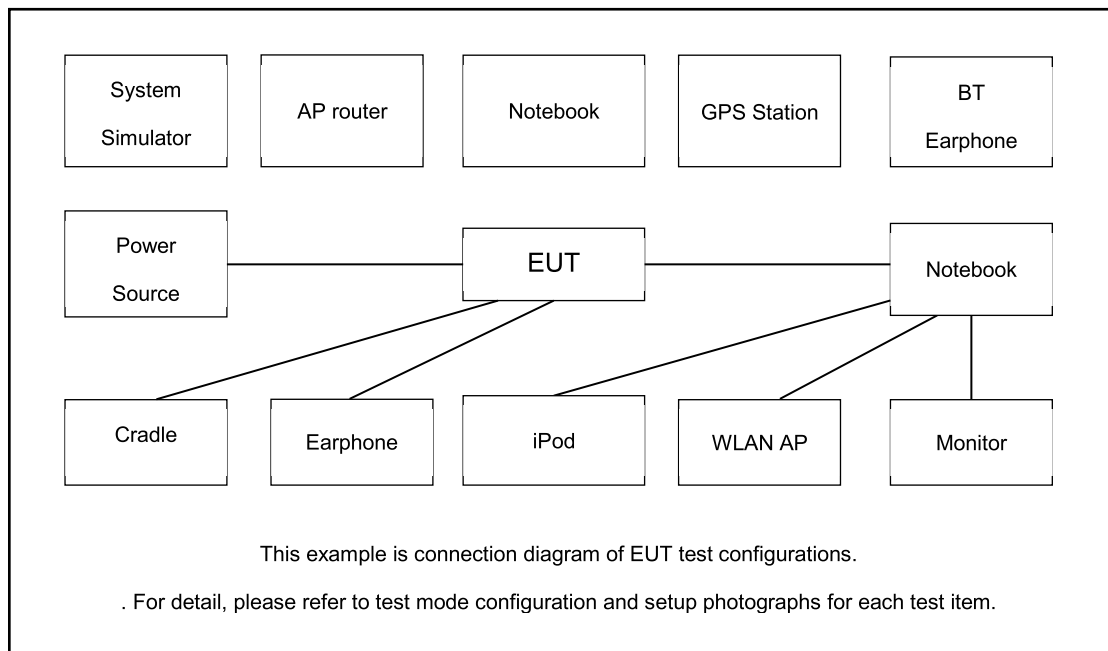 System
Simulator
AP router
Notebook
GPS Station
BT
Earphone
Power
Source
EUT
Notebook
Cradle
Earphone
iPod
WLAN AP
Monitor
This example is connection diagram of EUT test configurations.
. For detail, please refer to test mode configuration and setup photographs for each test item.